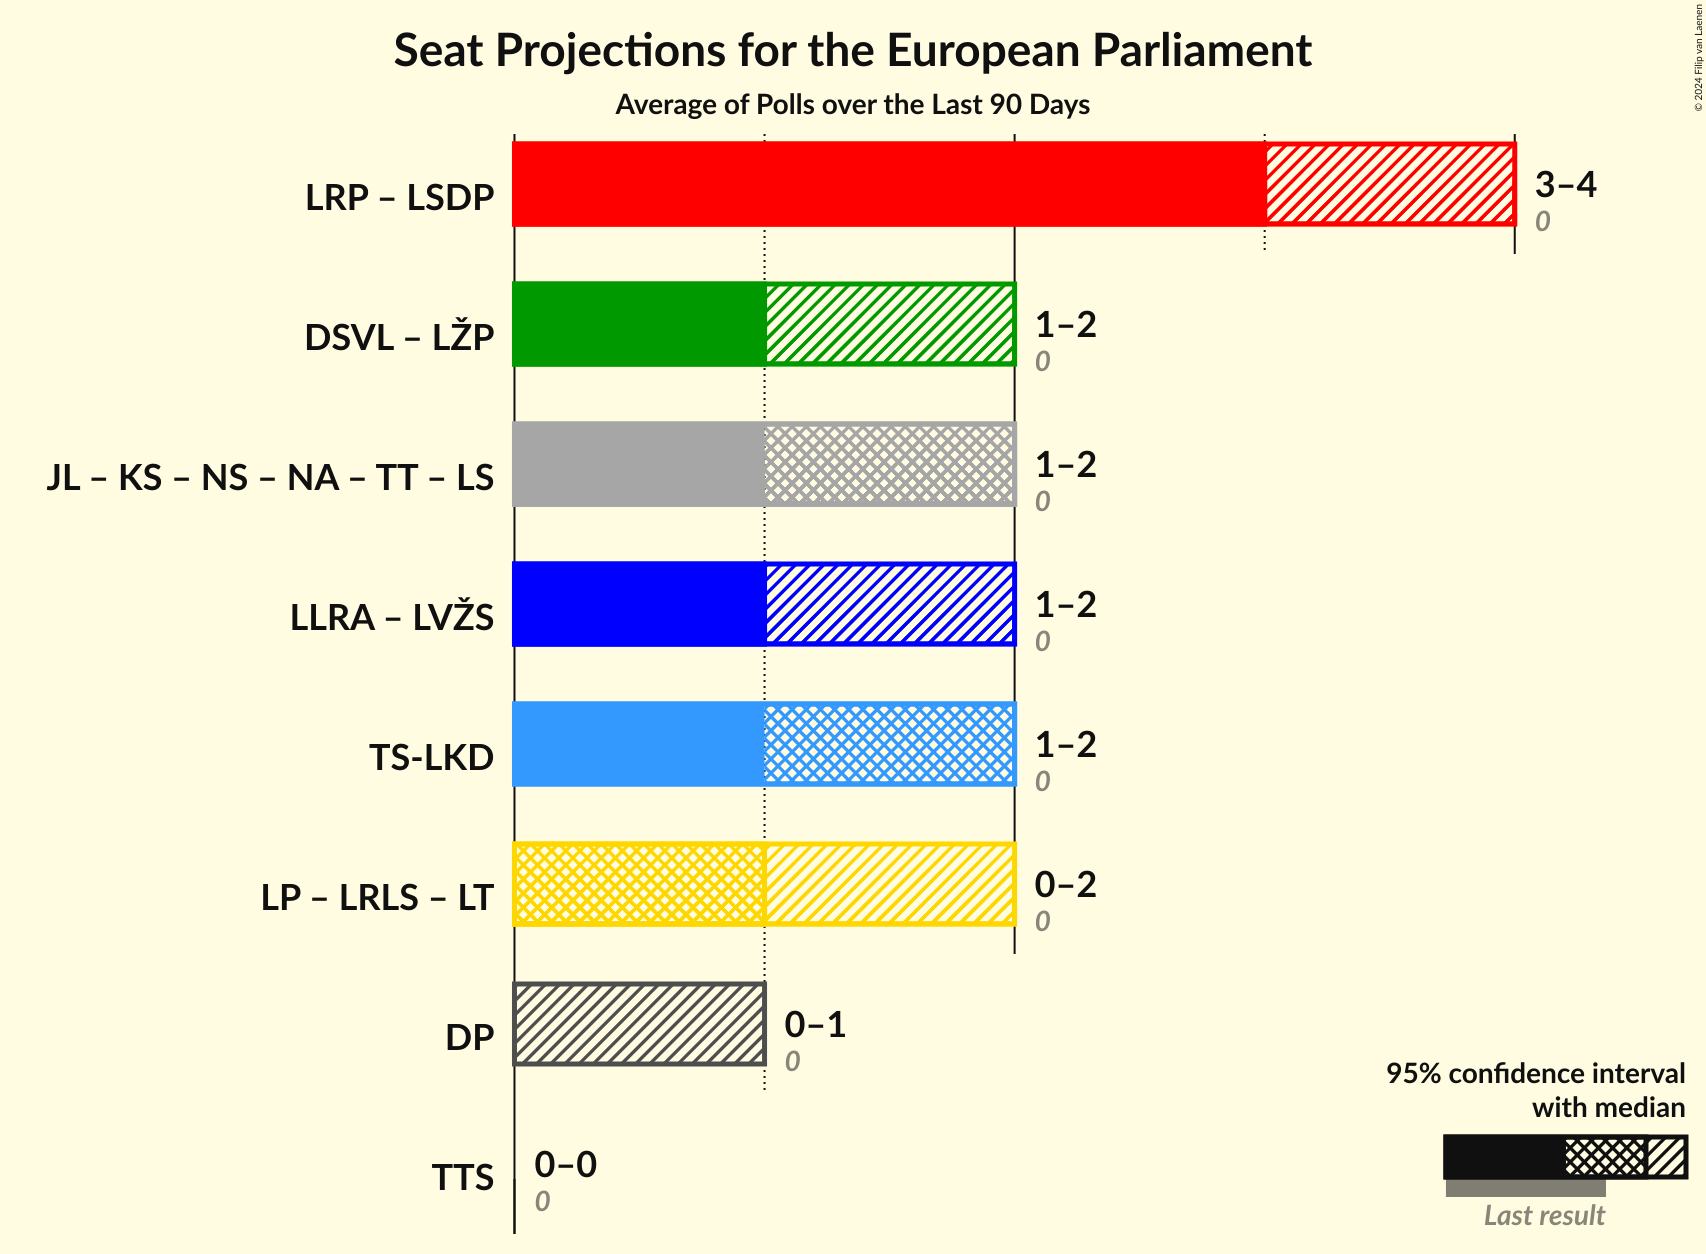 Seat Projections for the European Parliament
Average of Polls over the Last 90 Days
© 2024 Filip van Laenen
LRP – LSDP
3–4
0
DSVL – LŽP
1–2
0
JL – KS – NS – NA – TT – LS
1–2
0
LLRA – LVŽS
1–2
0
TS-LKD
1–2
0
LP – LRLS – LT
0–2
0
DP
0–1
0
TTS
0–0
0
95% confidence interval
with median
Last result